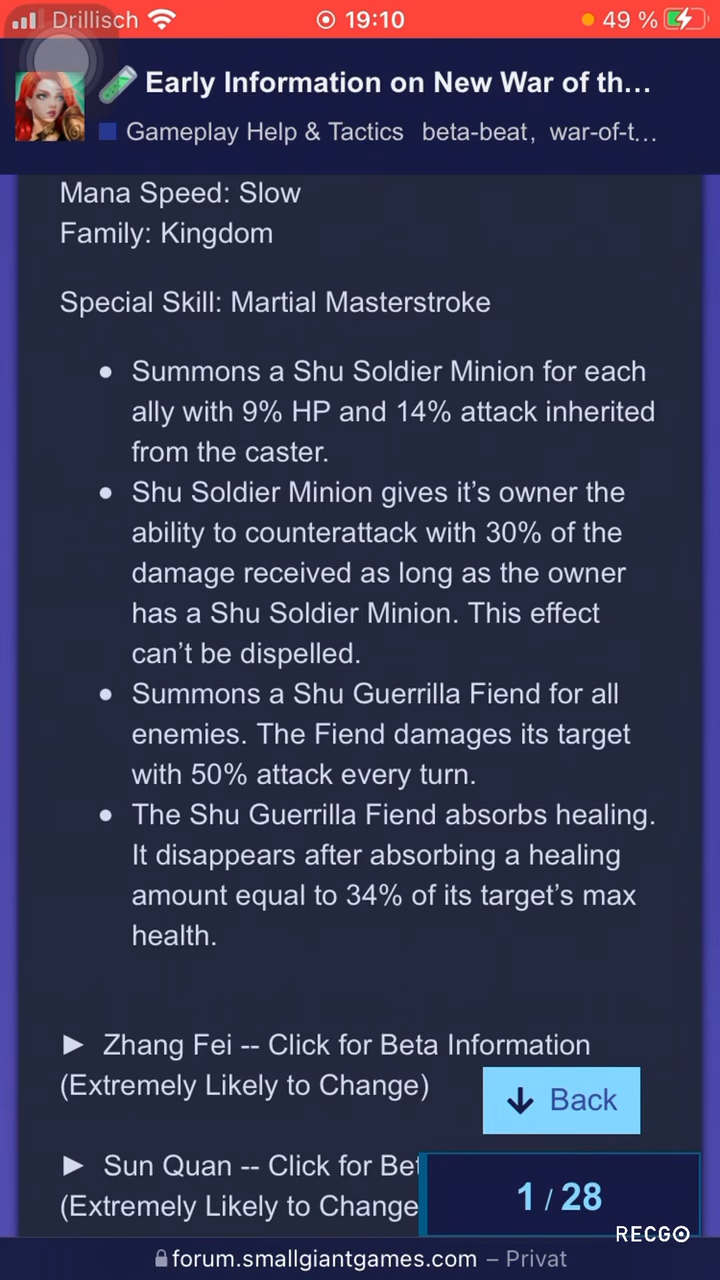 Drillisch 19:10 49 %
Early Information on New War of th...
Gameplay Help & Tactics beta-beat, war-of-t...
Mana Speed: Slow
Family: Kingdom
Special Skill: Martial Masterstroke
• Summons a Shu Soldier Minion for each
ally with 9% HP and 14% attack inherited
from the caster.
• Shu Soldier Minion gives it’s owner the
ability to counterattack with 30% of the
damage received as long as the owner
has a Shu Soldier Minion. This effect
can’t be dispelled.
• Summons a Shu Guerrilla Fiend for all
enemies. The Fiend damages its target
with 50% attack every turn.
• The Shu Guerrilla Fiend absorbs healing.
It disappears after absorbing a healing
amount equal to 34% of its target’s max
health.
► Zhang Fei -- Click for Beta Information
(Extremely Likely to Change)
Back
► Sun Quan -- Click for Bet
(Extremely Likely to Change
1 / 28
RECGO
forum.smallgiantgames.com – Privat